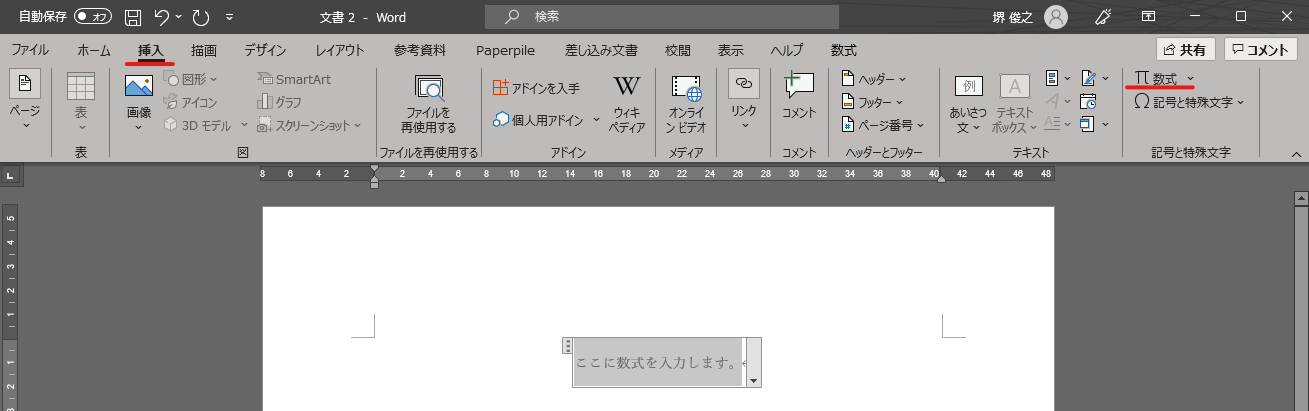 自動保存 オフ 文書 2 - Word 検索 堺 俊之
ファイル ホーム 挿入 描画 デザイン レイアウト 参考資料 Paperpile 差し込み文書 校閲 表示 ヘルプ 数式 共有 コメント
ページ
表
画像
図形
アイコン
3D モデル
SmartArt
グラフ
スクリーンショット
ファイルを
再使用する
アドインを入手
個人用アドイン
W
ウィキ
ペディア
オンライ
ン ビデオ
リンク
コメント
ヘッダー
フッター
ページ番号
例
あいさつ
文
A
テキスト
ボックス
π 数式
Ω 記号と特殊文字
表 図 ファイルを再使用する アドイン メディア コメント ヘッダーとフッター テキスト 記号と特殊文字
8 6 4 2 2 4 6 8 10 12 14 16 18 20 22 24 26 28 30 32 34 36 38 40 42 44 46 48
5
4
3
2
1
1
2
3
ここに数式を入力します。